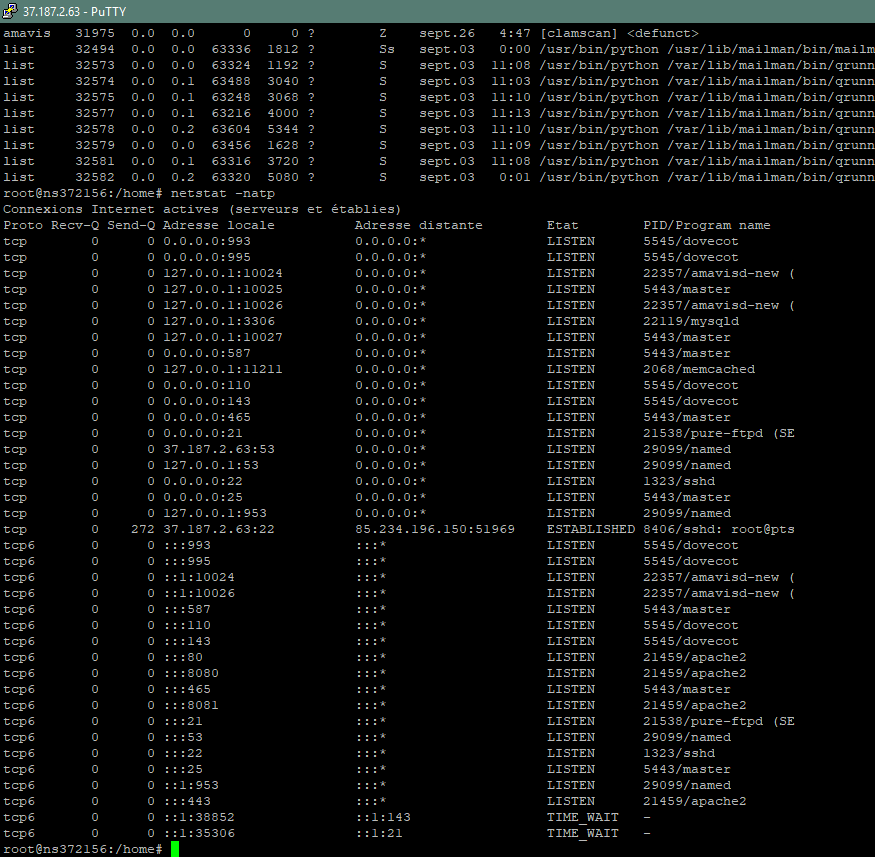 37.187.2.63 - PuTTY
amavis   31975  0.0  0.0      0     0 ?        Z    sept.26  4:47 [clamscan] <defunct>
list     32494  0.0  0.0  63336  1812 ?        Ss   sept.03  0:00 /usr/bin/python /usr/lib/mailman/bin/mailm
list     32573  0.0  0.0  63324  1192 ?        S    sept.03 11:08 /usr/bin/python /var/lib/mailman/bin/qrunn
list     32574  0.0  0.1  63488  3040 ?        S    sept.03 11:03 /usr/bin/python /var/lib/mailman/bin/qrunn
list     32575  0.0  0.1  63248  3068 ?        S    sept.03 11:10 /usr/bin/python /var/lib/mailman/bin/qrunn
list     32577  0.0  0.1  63216  4000 ?        S    sept.03 11:13 /usr/bin/python /var/lib/mailman/bin/qrunn
list     32578  0.0  0.2  63604  5344 ?        S    sept.03 11:10 /usr/bin/python /var/lib/mailman/bin/qrunn
list     32579  0.0  0.0  63456  1628 ?        S    sept.03 11:09 /usr/bin/python /var/lib/mailman/bin/qrunn
list     32581  0.0  0.1  63316  3720 ?        S    sept.03 11:08 /usr/bin/python /var/lib/mailman/bin/qrunn
list     32582  0.0  0.2  63320  5080 ?        S    sept.03  0:01 /usr/bin/python /var/lib/mailman/bin/qrunn
root@ns372156:/home# netstat -natp
Connexions Internet actives (serveurs et établies)
Proto Recv-Q Send-Q Adresse locale          Adresse distante        Etat        PID/Program name
tcp        0      0 0.0.0.0:993             0.0.0.0:*               LISTEN      5545/dovecot
tcp        0      0 0.0.0.0:995             0.0.0.0:*               LISTEN      5545/dovecot
tcp        0      0 127.0.0.1:10024         0.0.0.0:*               LISTEN      22357/amavisd-new (
tcp        0      0 127.0.0.1:10025         0.0.0.0:*               LISTEN      5443/master
tcp        0      0 127.0.0.1:10026         0.0.0.0:*               LISTEN      22357/amavisd-new (
tcp        0      0 127.0.0.1:3306          0.0.0.0:*               LISTEN      22119/mysqld
tcp        0      0 127.0.0.1:10027         0.0.0.0:*               LISTEN      5443/master
tcp        0      0 0.0.0.0:587             0.0.0.0:*               LISTEN      5443/master
tcp        0      0 127.0.0.1:11211         0.0.0.0:*               LISTEN      2068/memcached
tcp        0      0 0.0.0.0:110             0.0.0.0:*               LISTEN      5545/dovecot
tcp        0      0 0.0.0.0:143             0.0.0.0:*               LISTEN      5545/dovecot
tcp        0      0 0.0.0.0:465             0.0.0.0:*               LISTEN      5443/master
tcp        0      0 0.0.0.0:21              0.0.0.0:*               LISTEN      21538/pure-ftpd (SE
tcp        0      0 37.187.2.63:53          0.0.0.0:*               LISTEN      29099/named
tcp        0      0 127.0.0.1:53            0.0.0.0:*               LISTEN      29099/named
tcp        0      0 0.0.0.0:22              0.0.0.0:*               LISTEN      1323/sshd
tcp        0      0 0.0.0.0:25              0.0.0.0:*               LISTEN      5443/master
tcp        0      0 127.0.0.1:953           0.0.0.0:*               LISTEN      29099/named
tcp        0    272 37.187.2.63:22          85.234.196.150:51969    ESTABLISHED 8406/sshd: root@pts
tcp6       0      0 :::993                  :::*                    LISTEN      5545/dovecot
tcp6       0      0 :::995                  :::*                    LISTEN      5545/dovecot
tcp6       0      0 ::1:10024               :::*                    LISTEN      22357/amavisd-new (
tcp6       0      0 ::1:10026               :::*                    LISTEN      22357/amavisd-new (
tcp6       0      0 :::587                  :::*                    LISTEN      5443/master
tcp6       0      0 :::110                  :::*                    LISTEN      5545/dovecot
tcp6       0      0 :::143                  :::*                    LISTEN      5545/dovecot
tcp6       0      0 :::80                   :::*                    LISTEN      21459/apache2
tcp6       0      0 :::8080                 :::*                    LISTEN      21459/apache2
tcp6       0      0 :::465                  :::*                    LISTEN      5443/master
tcp6       0      0 :::8081                 :::*                    LISTEN      21459/apache2
tcp6       0      0 :::21                   :::*                    LISTEN      21538/pure-ftpd (SE
tcp6       0      0 :::53                   :::*                    LISTEN      29099/named
tcp6       0      0 :::22                   :::*                    LISTEN      1323/sshd
tcp6       0      0 :::25                   :::*                    LISTEN      5443/master
tcp6       0      0 ::1:953                 :::*                    LISTEN      29099/named
tcp6       0      0 :::443                  :::*                    LISTEN      21459/apache2
tcp6       0      0 ::1:38852               ::1:143                 TIME_WAIT   -
tcp6       0      0 ::1:35306               ::1:21                  TIME_WAIT   -
root@ns372156:/home#